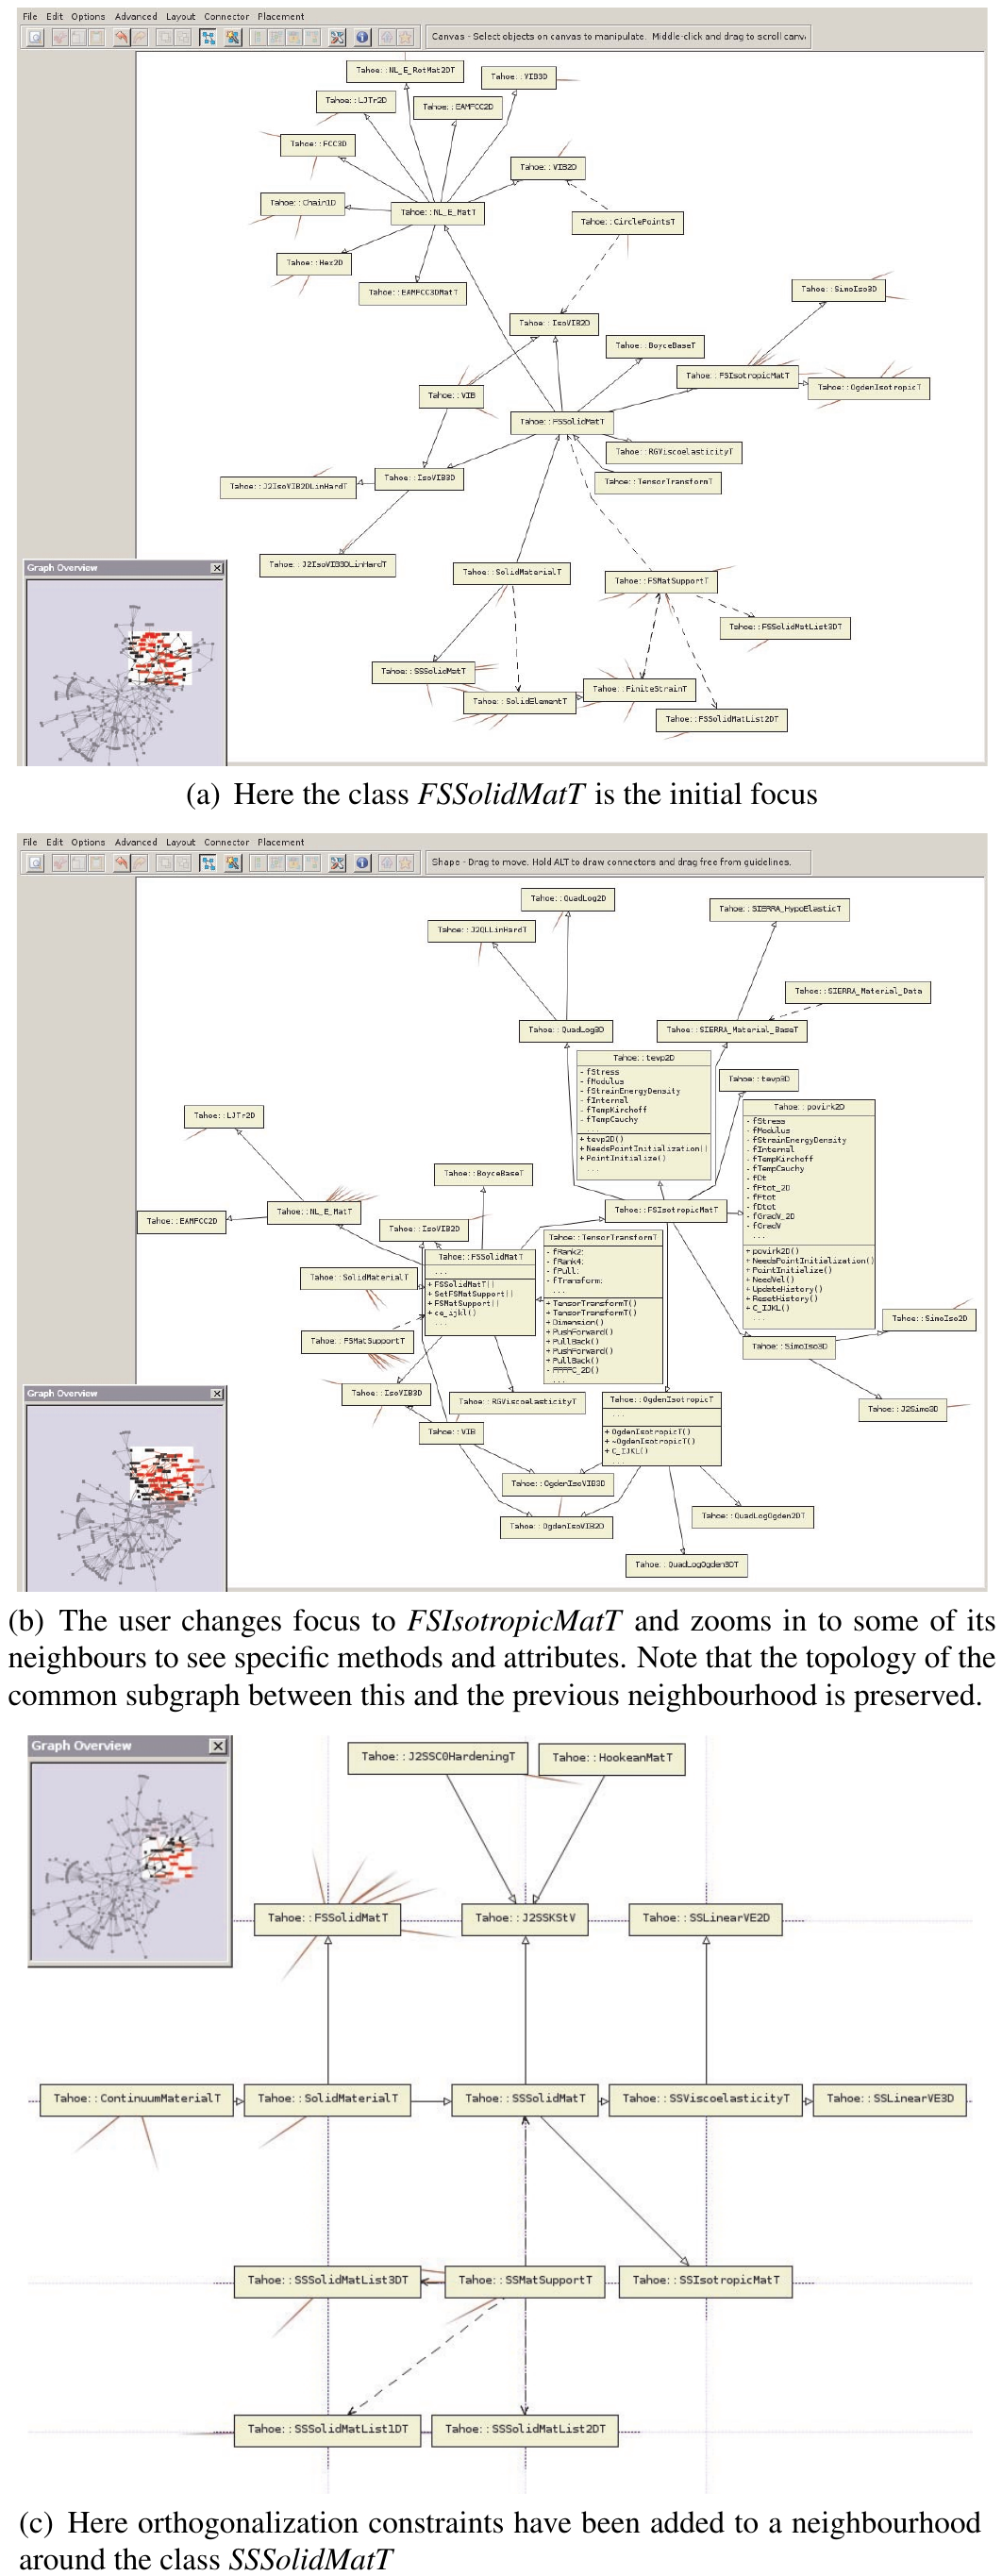 File Edit Options Advanced Layout Connector Placement
Canvas - Select objects on canvas to manipulate. Middle-click and drag to scroll canva
Tahoe::NL_E_RotMat2DT
Tahoe::VIB3D
Tahoe::LJTr2D
Tahoe::EAMFCC2D
Tahoe::FCC3D
Tahoe::VIB2D
Tahoe::Chain1D
Tahoe::NL_E_MatT
Tahoe::CirclePointsT
Tahoe::Hex2D
Tahoe::EAMFCC3DMatT
Tahoe::SimoIso3D
Tahoe::IsoVIB2D
Tahoe::BoyceBaseT
Tahoe::FSIsotropicMatT
Tahoe::OgdenIsotropicT
Tahoe::VIB
Tahoe::FSSolidMatT
Tahoe::RGViscoelasticityT
Tahoe::IsoVIB3D
Tahoe::J2IsoVIB2DLinHardT
Tahoe::TensorTransformT
Tahoe::J2IsoVIB3DLinHardT
Graph Overview
Tahoe::SolidMaterialT
Tahoe::FSMatSupportT
Tahoe::FSSolidMatList3DT
Tahoe::SSSolidMatT
Tahoe::FiniteStrainT
Tahoe::SolidElementT
Tahoe::FSSolidMatList2DT
(a) Here the class FSSolidMatT is the initial focus
File Edit Options Advanced Layout Connector Placement
Shape - Drag to move. Hold ALT to draw connectors and drag free from guidelines.
Tahoe::QuadLog2D
Tahoe::SIERRA_HypoElasticT
Tahoe::J2QLLinHardT
Tahoe::SIERRA_Material_Data
Tahoe::QuadLog3D
Tahoe::SIERRA_Material_BaseT
Tahoe::tevp2D
- fStress
- fModulus
- fStrainEnergyDensity
- fInternal
- fTempKirchoff
- fTempCauchy
...
+ tevp2D()
+ NeedsPointInitialization()
+ PointInitialize()
...
Tahoe::tevp3D
Tahoe::povirk2D
- fStress
- fModulus
- fStrainEnergyDensity
- fInternal
- fTempKirchoff
- fTempCauchy
- fDt
- fFtot_2D
- fFtot
- fDtot
- fGradV_2D
- fGradV
...
+ povirk2D()
+ NeedsPointInitialization()
+ PointInitialize()
+ NeedVel()
+ UpdateHistory()
+ ResetHistory()
+ C_IJKL()
...
Tahoe::LJTr2D
Tahoe::BoyceBaseT
Tahoe::NL_E_MatT
Tahoe::EAMFCC2D
Tahoe::FSIsotropicMatT
Tahoe::IsoVIB2D
Tahoe::FSSolidMatT
...
+ FSSolidMatT()
+ SetFSMatSupport()
+ FSMatSupport()
+ ce_ijkl()
...
Tahoe::TensorTransformT
- fRank2;
- fRank4;
- fPull;
- fTransform;
...
+ TensorTransformT()
+ TensorTransformT()
+ Dimension()
+ PushForward()
+ PullBack()
+ PushForward()
+ PullBack()
- FFFFC_2D()
...
Tahoe::SolidMaterialT
Tahoe::FSMatSupportT
Tahoe::SimoIso2D
Tahoe::SimoIso3D
Graph Overview
Tahoe::IsoVIB3D
Tahoe::RGViscoelasticityT
Tahoe::OgdenIsotropicT
...
+ OgdenIsotropicT()
+ ~OgdenIsotropicT()
+ C_IJKL()
...
Tahoe::J2Simo3D
Tahoe::VIB
Tahoe::OgdenIsoVIB3D
Tahoe::OgdenIsoVIB2D
Tahoe::QuadLogOgden2DT
Tahoe::QuadLogOgden3DT
(b) The user changes focus to FSIsotropicMatT and zooms in to some of its
neighbours to see specific methods and attributes. Note that the topology of the
common subgraph between this and the previous neighbourhood is preserved.
Graph Overview
Tahoe::J2SSC0HardeningT
Tahoe::HookeanMatT
Tahoe::FSSolidMatT
Tahoe::J2SSKStV
Tahoe::SSLinearVE2D
Tahoe::ContinuumMaterialT
Tahoe::SolidMaterialT
Tahoe::SSSolidMatT
Tahoe::SSViscoelasticityT
Tahoe::SSLinearVE3D
Tahoe::SSSolidMatList3DT
Tahoe::SSMatSupportT
Tahoe::SSIsotropicMatT
Tahoe::SSSolidMatList1DT
Tahoe::SSSolidMatList2DT
(c) Here orthogonalization constraints have been added to a neighbourhood
around the class SSSolidMatT